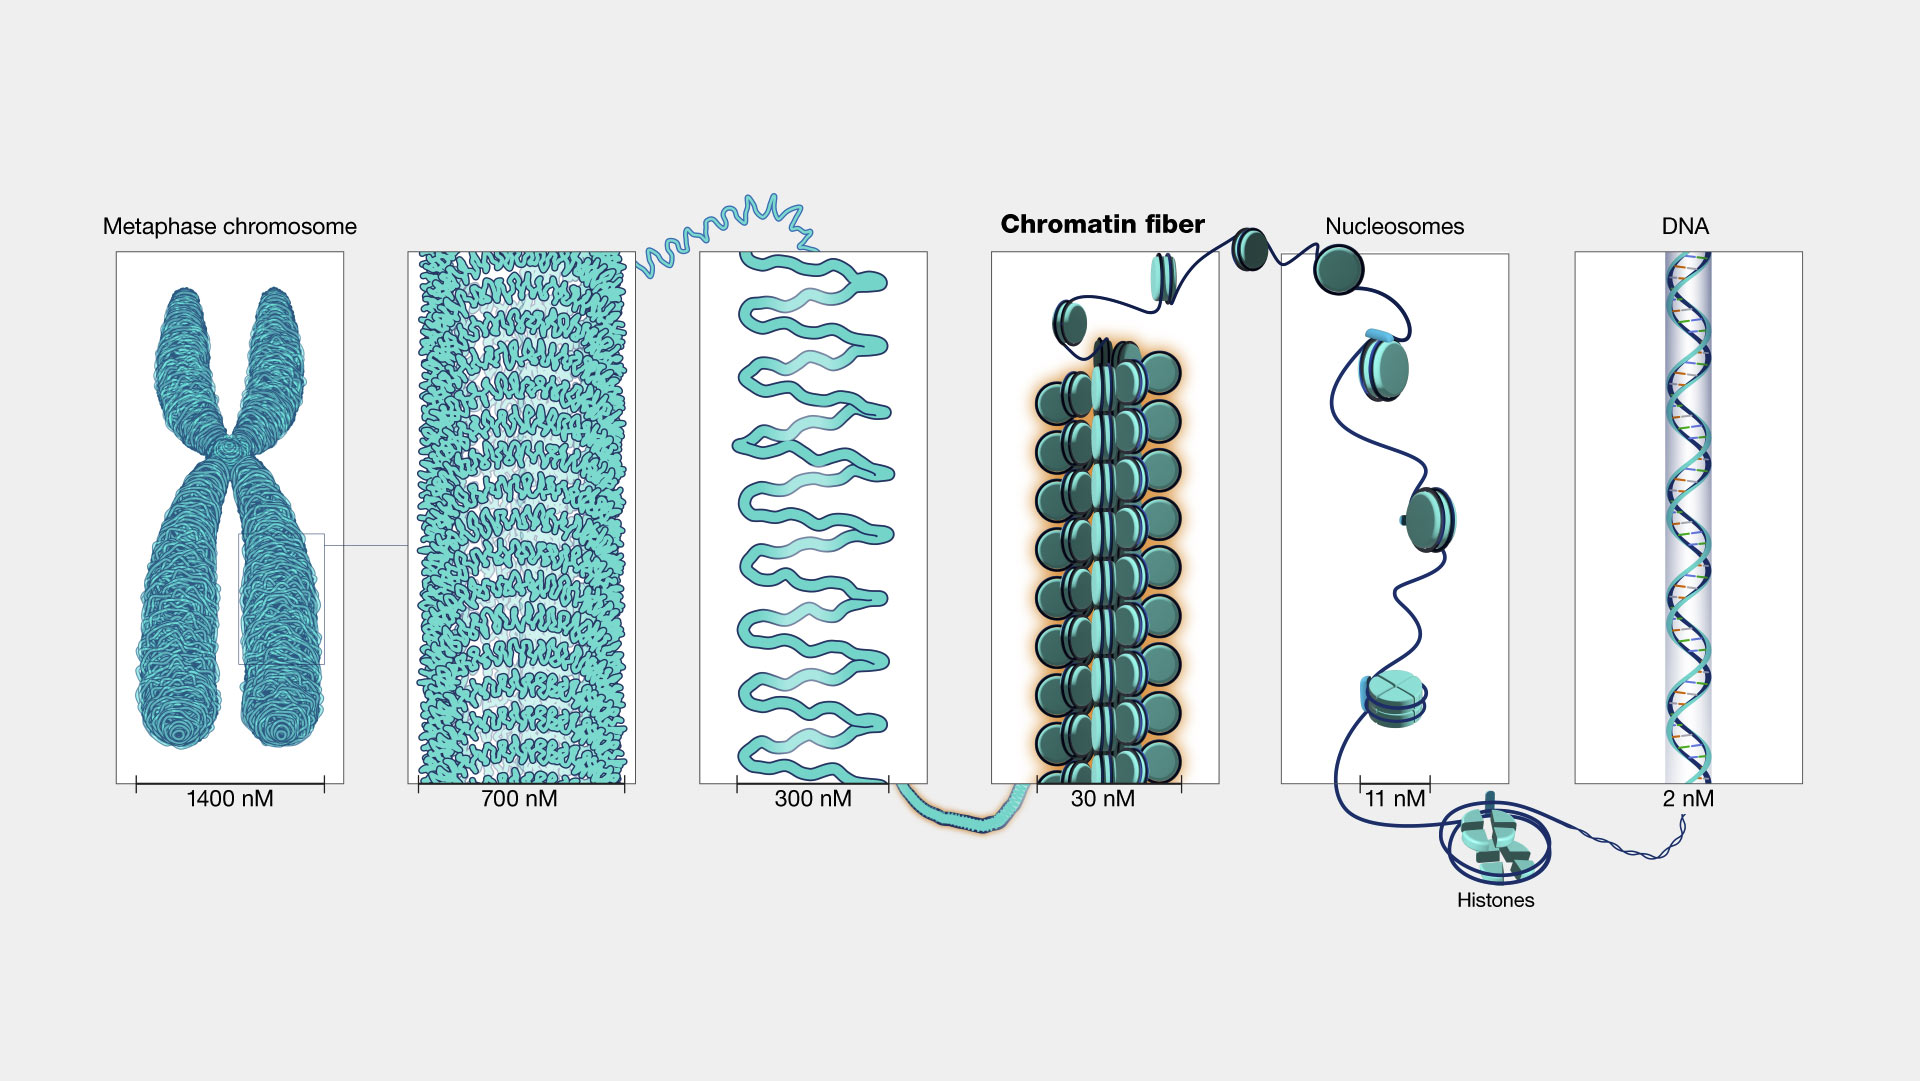 Metaphase chromosome
Chromatin fiber
Nucleosomes
DNA
1400 nM
700 nM
300 nM
30 nM
11 nM
2 nM
Histones